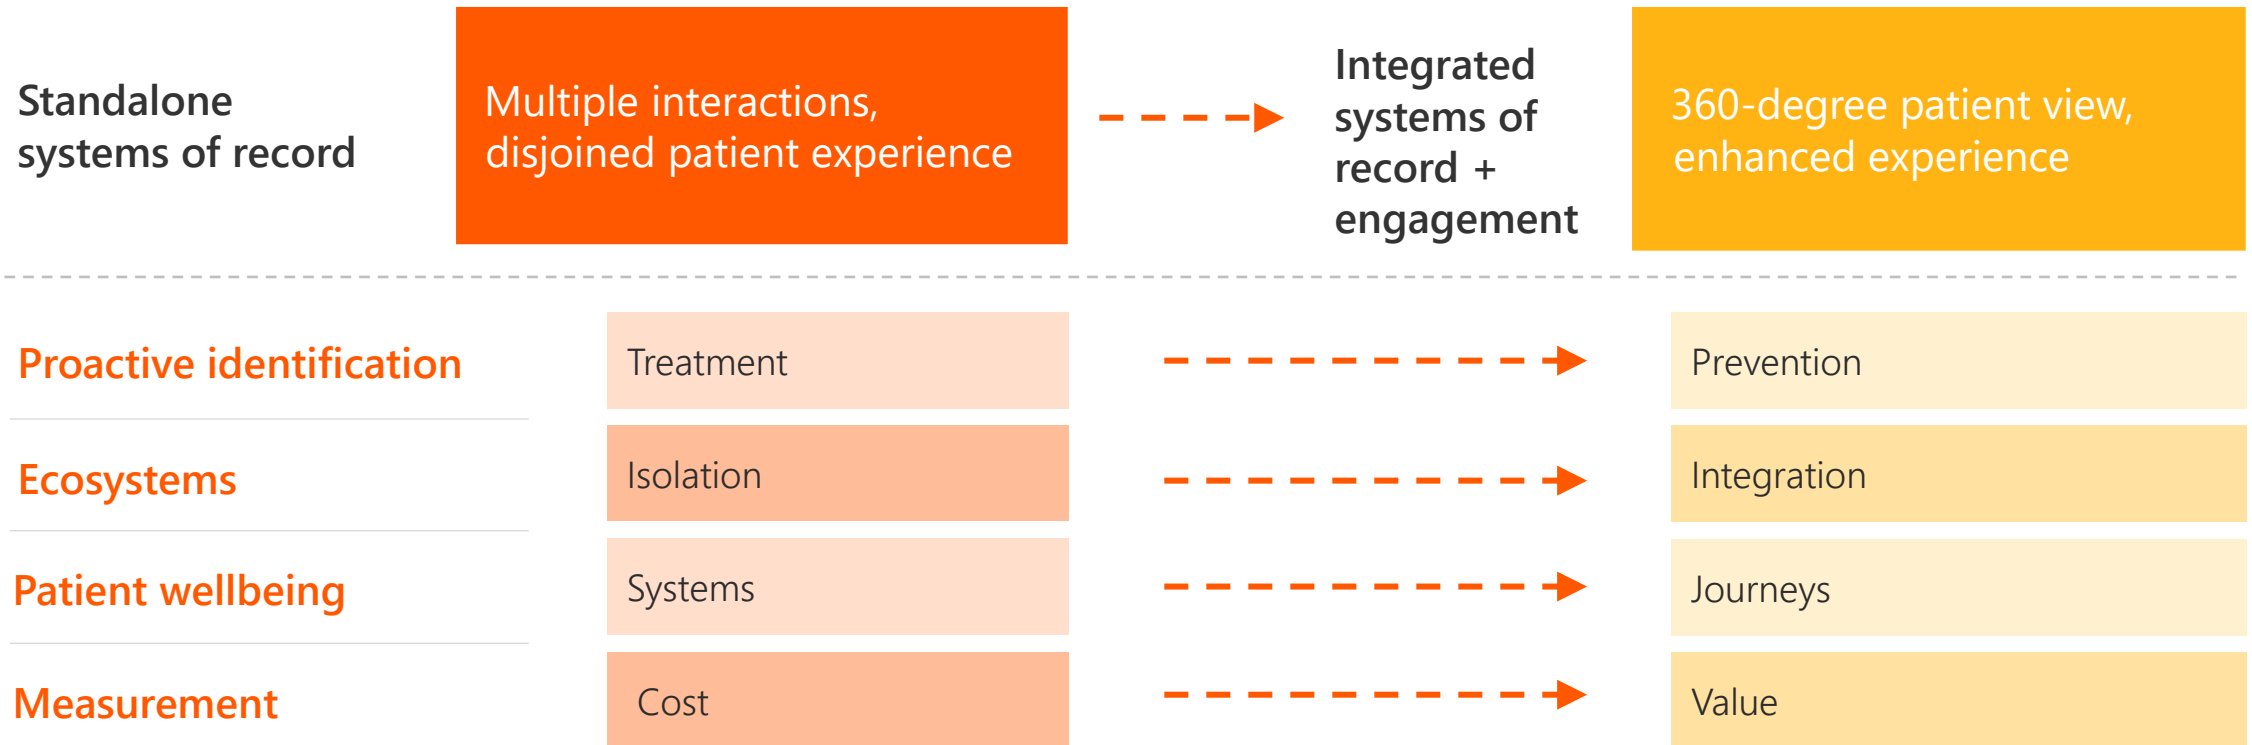 Standalone
systems of record
Multiple interactions,
disjoined patient experience
Integrated
systems of
record +
engagement
360-degree patient view,
enhanced experience
Proactive identification
Treatment
Prevention
Ecosystems
Isolation
Integration
Patient wellbeing
Systems
Journeys
Measurement
Cost
Value